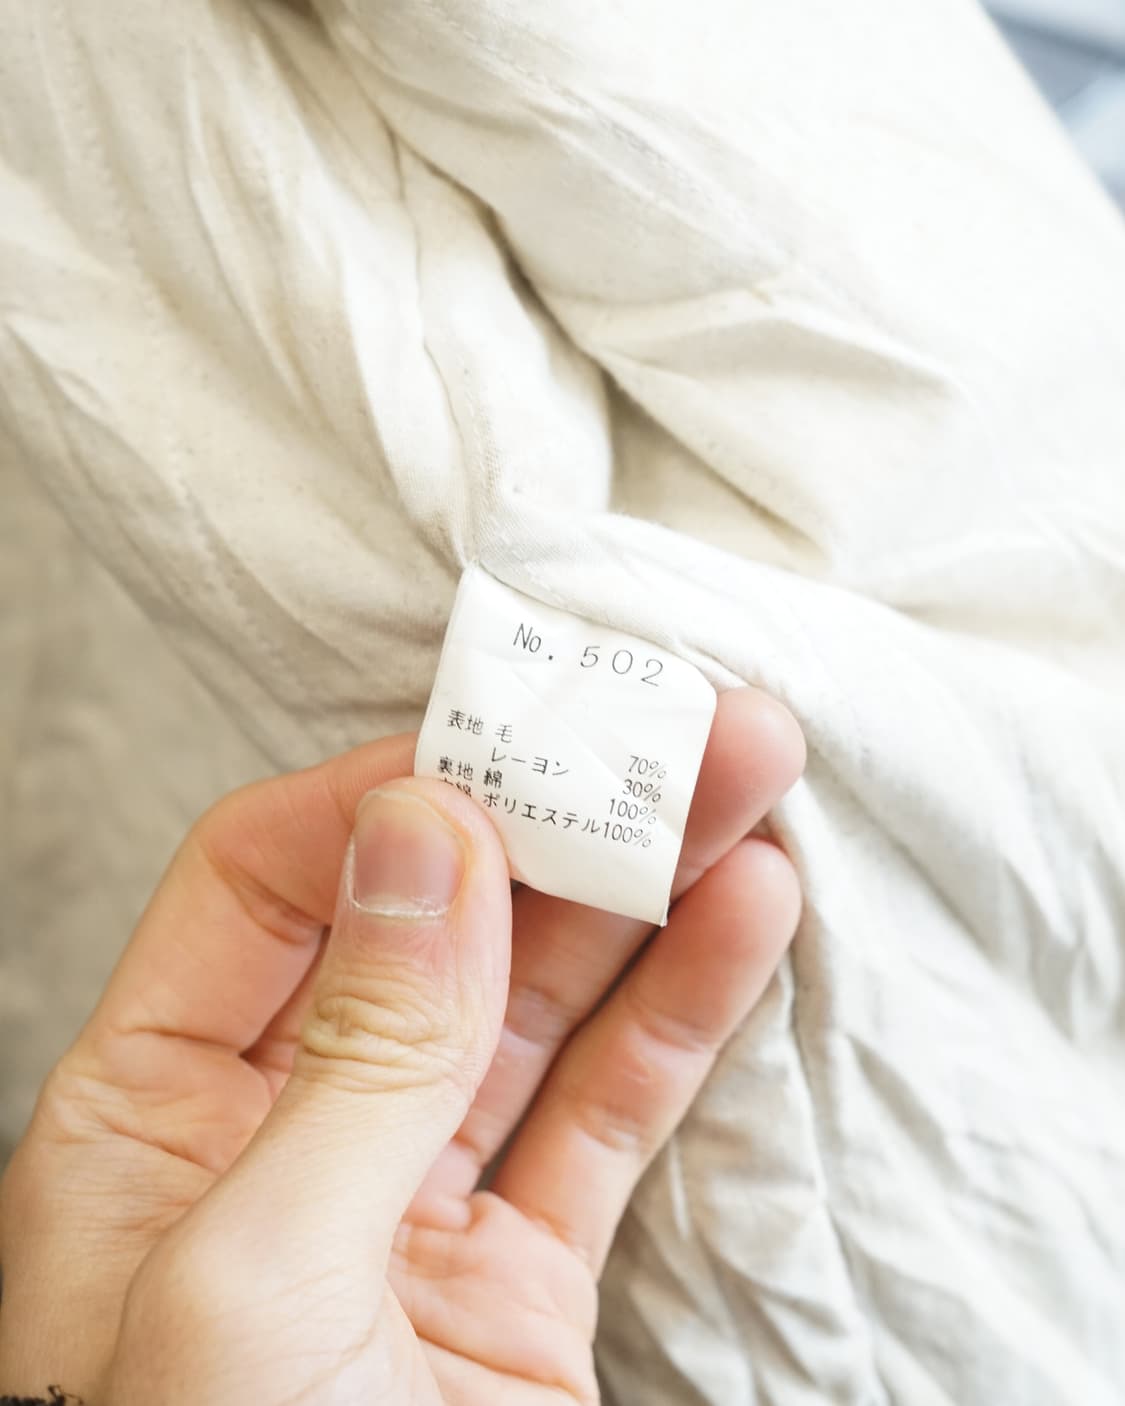 No. 502
表地 毛 70%
レーヨン 30%
裏地 綿 100%
ポリエステル100%